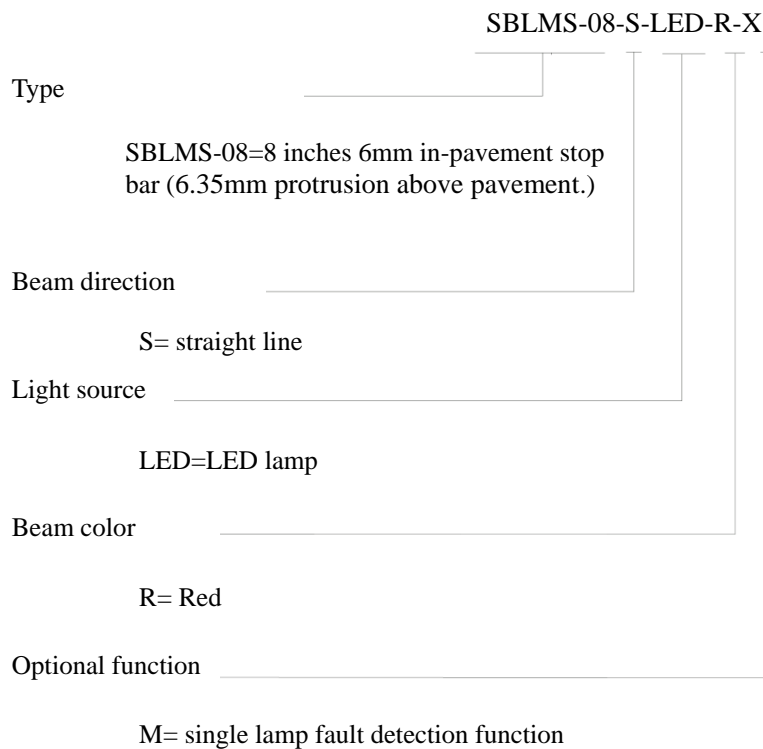 SBLMS-08-S-LED-R-X
Type
SBLMS-08=8 inches 6mm in-pavement stop
bar (6.35mm protrusion above pavement.)
Beam direction
S= straight line
Light source
LED=LED lamp
Beam color
R= Red
Optional function
M= single lamp fault detection function